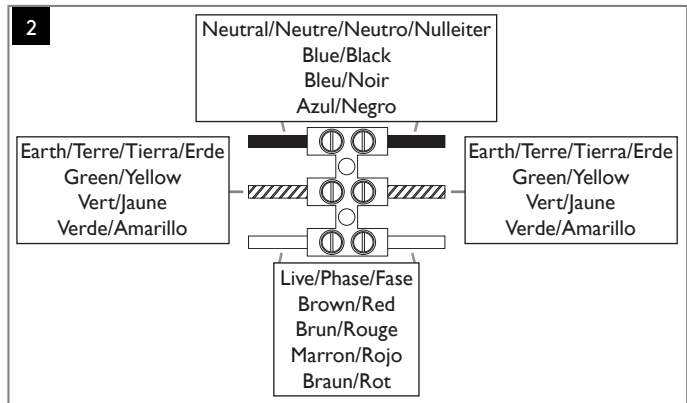 2
Neutral/Neutre/Neutro/Nulleiter
Blue/Black
Bleu/Noir
Azul/Negro
Earth/Terre/Tierra/Erde
Green/Yellow
Vert/Jaune
Verde/Amarillo
Earth/Terre/Tierra/Erde
Green/Yellow
Vert/Jaune
Verde/Amarillo
Live/Phase/Fase
Brown/Red
Brun/Rouge
Marron/Rojo
Braun/Rot